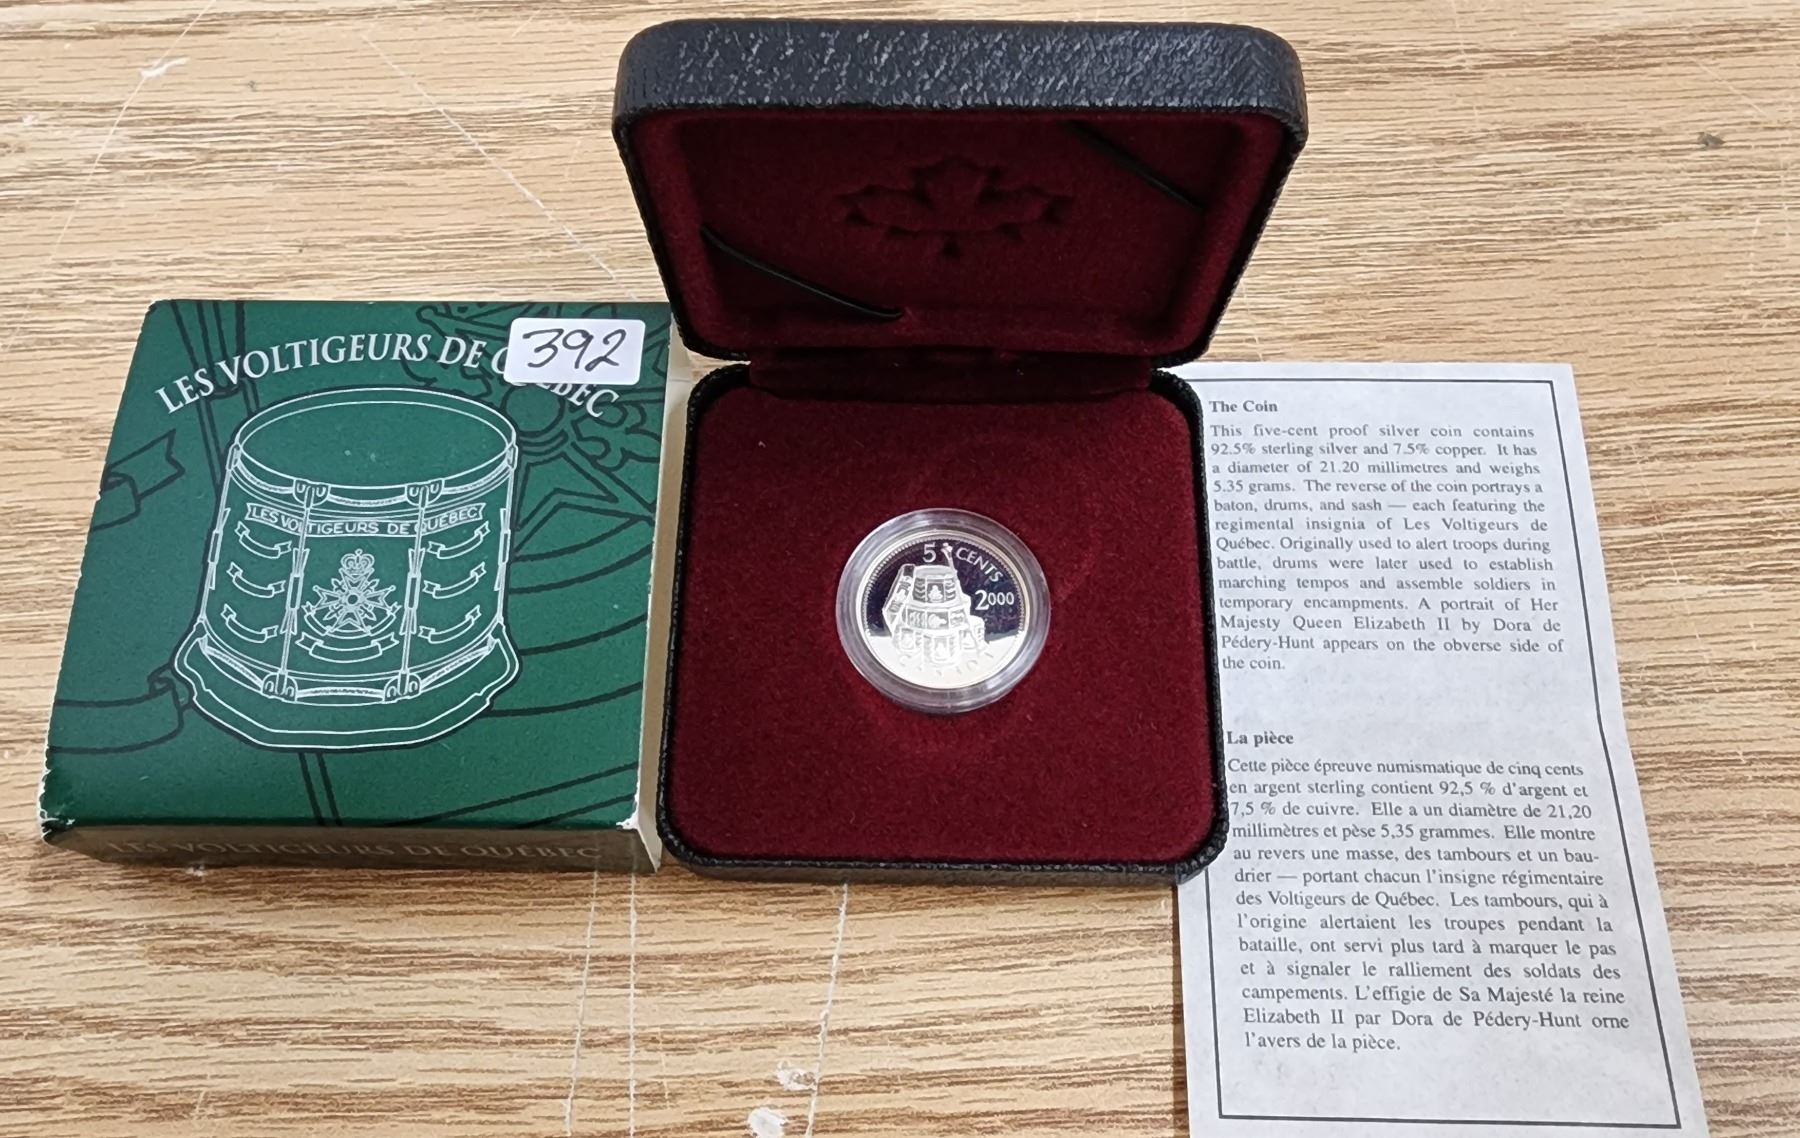 LES VOLTIGEURS DE QUÉBEC
392
LES VOLTIGEURS DE QUÉBEC
LES VOLTIGEURS DE QUÉBEC
5 CENTS
2000
The Coin
This five-cent proof silver coin contains
92.5% sterling silver and 7.5% copper. It has
a diameter of 21.20 millimetres and weighs
5.35 grams. The reverse of the coin portrays a
baton, drums, and sash — each featuring the
regimental insignia of Les Voltigeurs de
Québec. Originally used to alert troops during
battle, drums were later used to establish
marching tempos and assemble soldiers in
temporary encampments. A portrait of Her
Majesty Queen Elizabeth II by Dora de
Pédery-Hunt appears on the obverse side of
the coin.
La pièce
Cette pièce épreuve numismatique de cinq cents
en argent sterling contient 92,5 % d'argent et
7,5 % de cuivre. Elle a un diamètre de 21,20
millimètres et pèse 5,35 grammes. Elle montre
au revers une masse, des tambours et un bau-
drier — portant chacun l'insigne régimentaire
des Voltigeurs de Québec. Les tambours, qui à
l'origine alertaient les troupes pendant la
bataille, ont servi plus tard à marquer le pas
et à signaler le ralliement des soldats des
campements. L'effigie de Sa Majesté la reine
Elizabeth II par Dora de Pédery-Hunt orne
l'avers de la pièce.